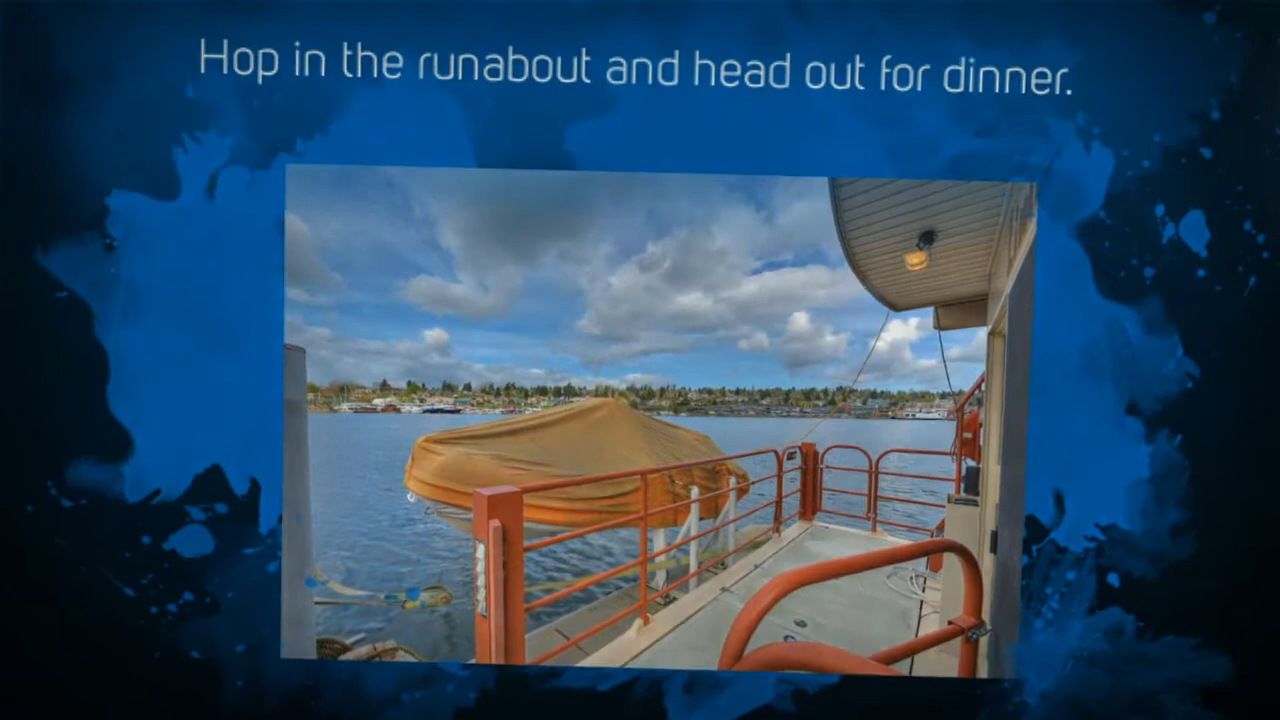 Hop in the runabout and head out for dinner.